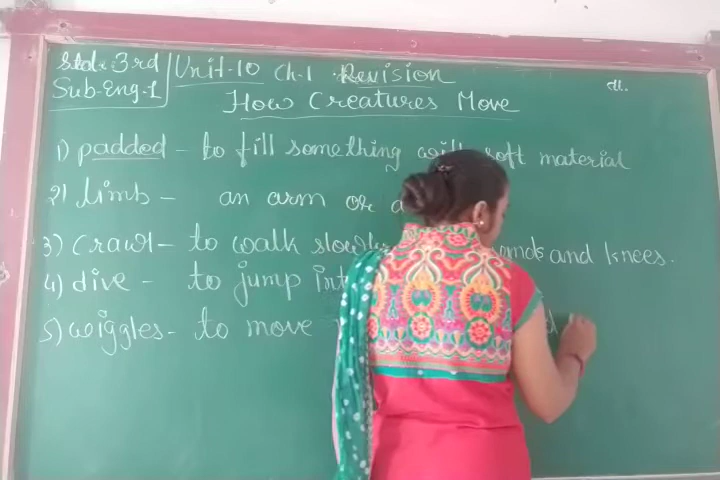 Std:- 3rd
Sub-Eng-1
Unit-10 Ch.1 Revision
How Creatures Move
1) padded - to fill something with soft material
2) limb - an arm or a
3) crawl - to walk slowly and knees.
4) dive - to jump
5) wiggles - to move